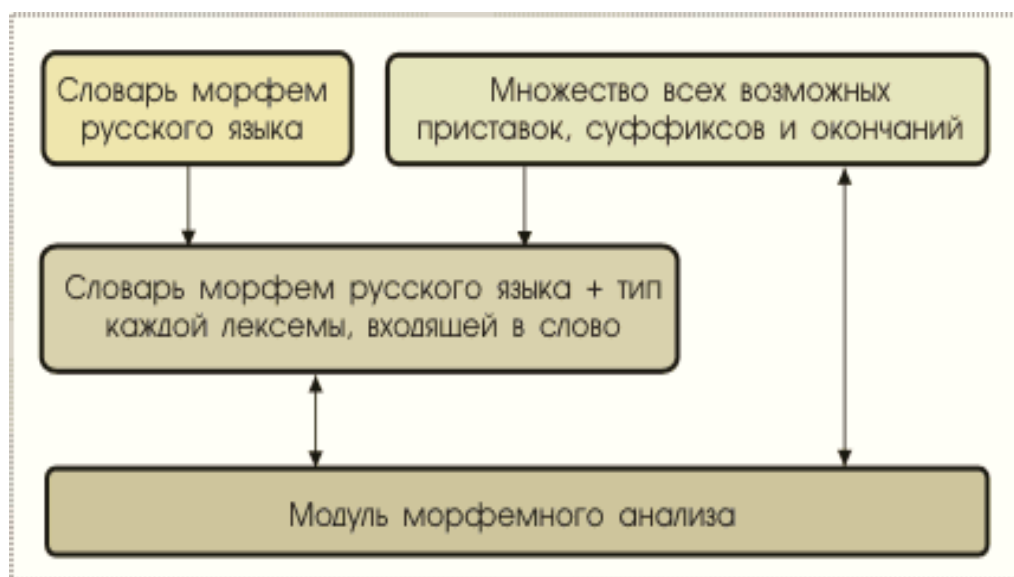 Словарь морфем
русского языка
Множество всех возможных
приставок, суффиксов и окончаний
Словарь морфем русского языка + тип
каждой лексемы, входящей в слово
Модуль морфемного анализа